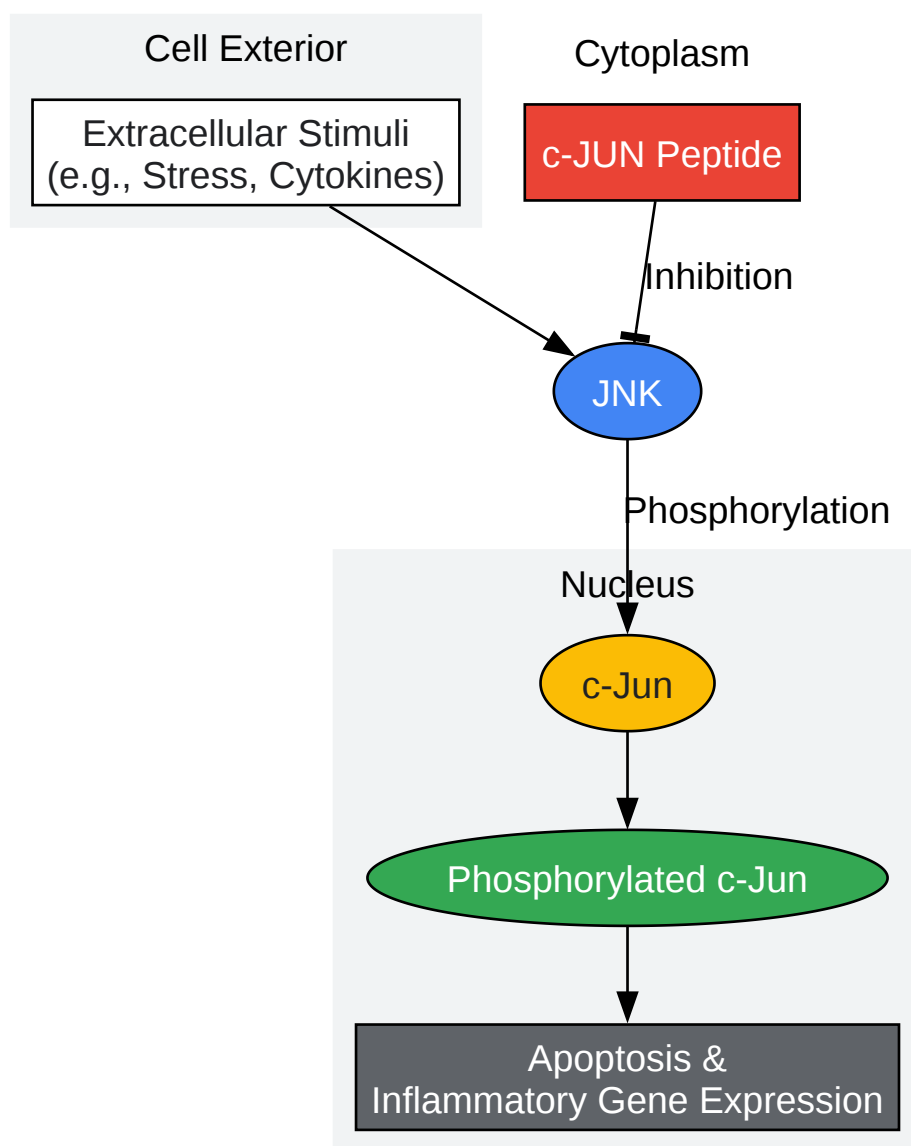 Cell Exterior
Extracellular Stimuli
(e.g., Stress, Cytokines)
Cytoplasm
c-JUN Peptide
Inhibition
JNK
Phosphorylation
Nucleus
c-Jun
Phosphorylated c-Jun
Apoptosis &
Inflammatory Gene Expression